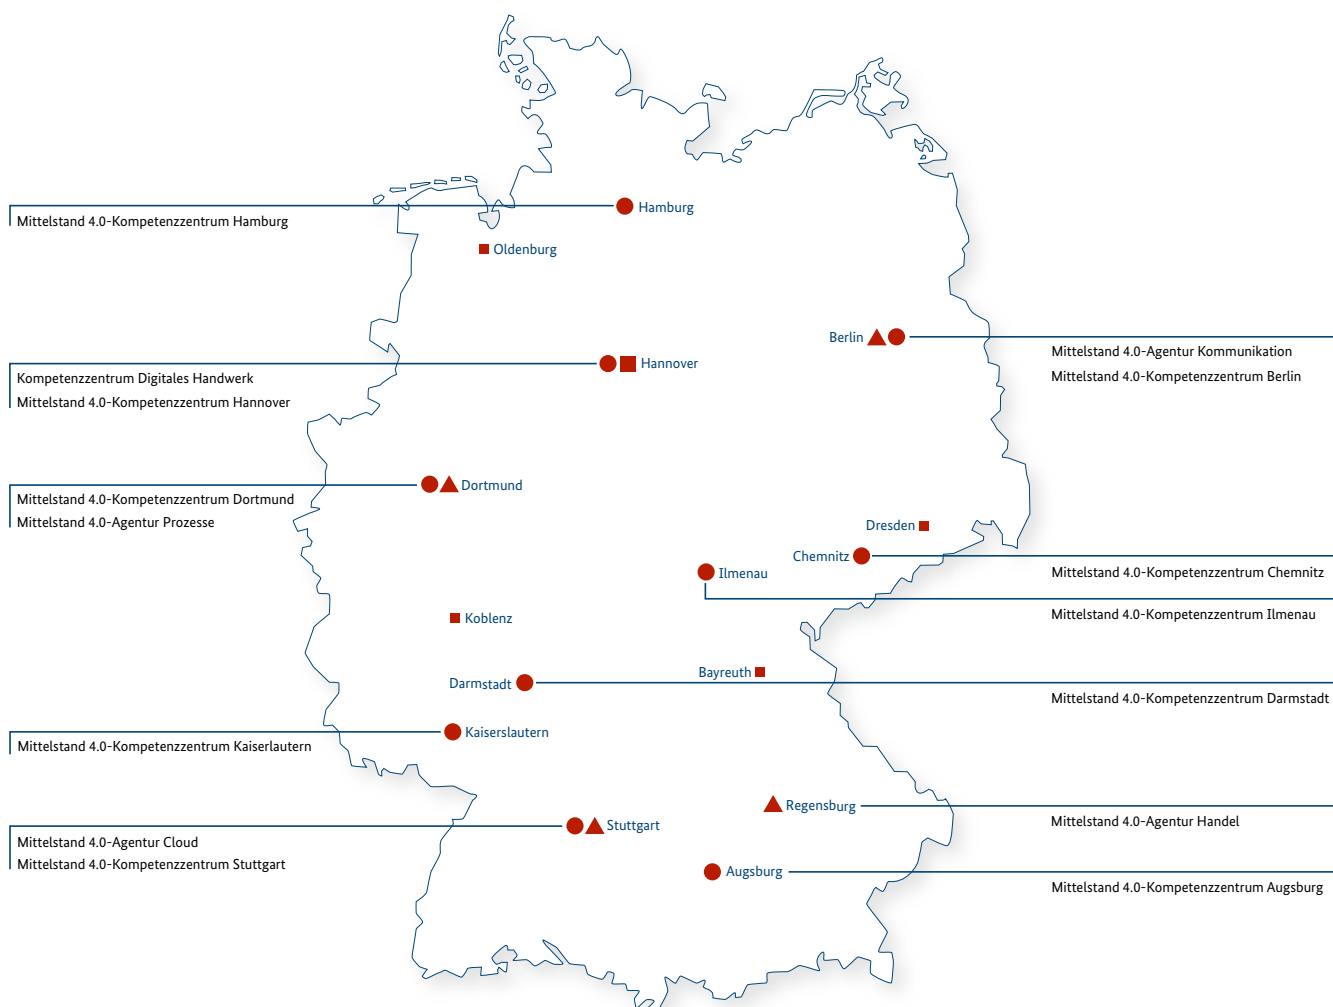 Hamburg
Mittelstand 4.0-Kompetenzzentrum Hamburg
Oldenburg
Berlin
Mittelstand 4.0-Agentur Kommunikation
Mittelstand 4.0-Kompetenzzentrum Berlin
Hannover
Kompetenzzentrum Digitales Handwerk
Mittelstand 4.0-Kompetenzzentrum Hannover
Dortmund
Mittelstand 4.0-Kompetenzzentrum Dortmund
Mittelstand 4.0-Agentur Prozesse
Dresden
Chemnitz
Mittelstand 4.0-Kompetenzzentrum Chemnitz
Ilmenau
Mittelstand 4.0-Kompetenzzentrum Ilmenau
Koblenz
Bayreuth
Darmstadt
Mittelstand 4.0-Kompetenzzentrum Darmstadt
Kaiserslautern
Mittelstand 4.0-Kompetenzzentrum Kaiserlautern
Regensburg
Mittelstand 4.0-Agentur Handel
Stuttgart
Mittelstand 4.0-Agentur Cloud
Mittelstand 4.0-Kompetenzzentrum Stuttgart
Augsburg
Mittelstand 4.0-Kompetenzzentrum Augsburg